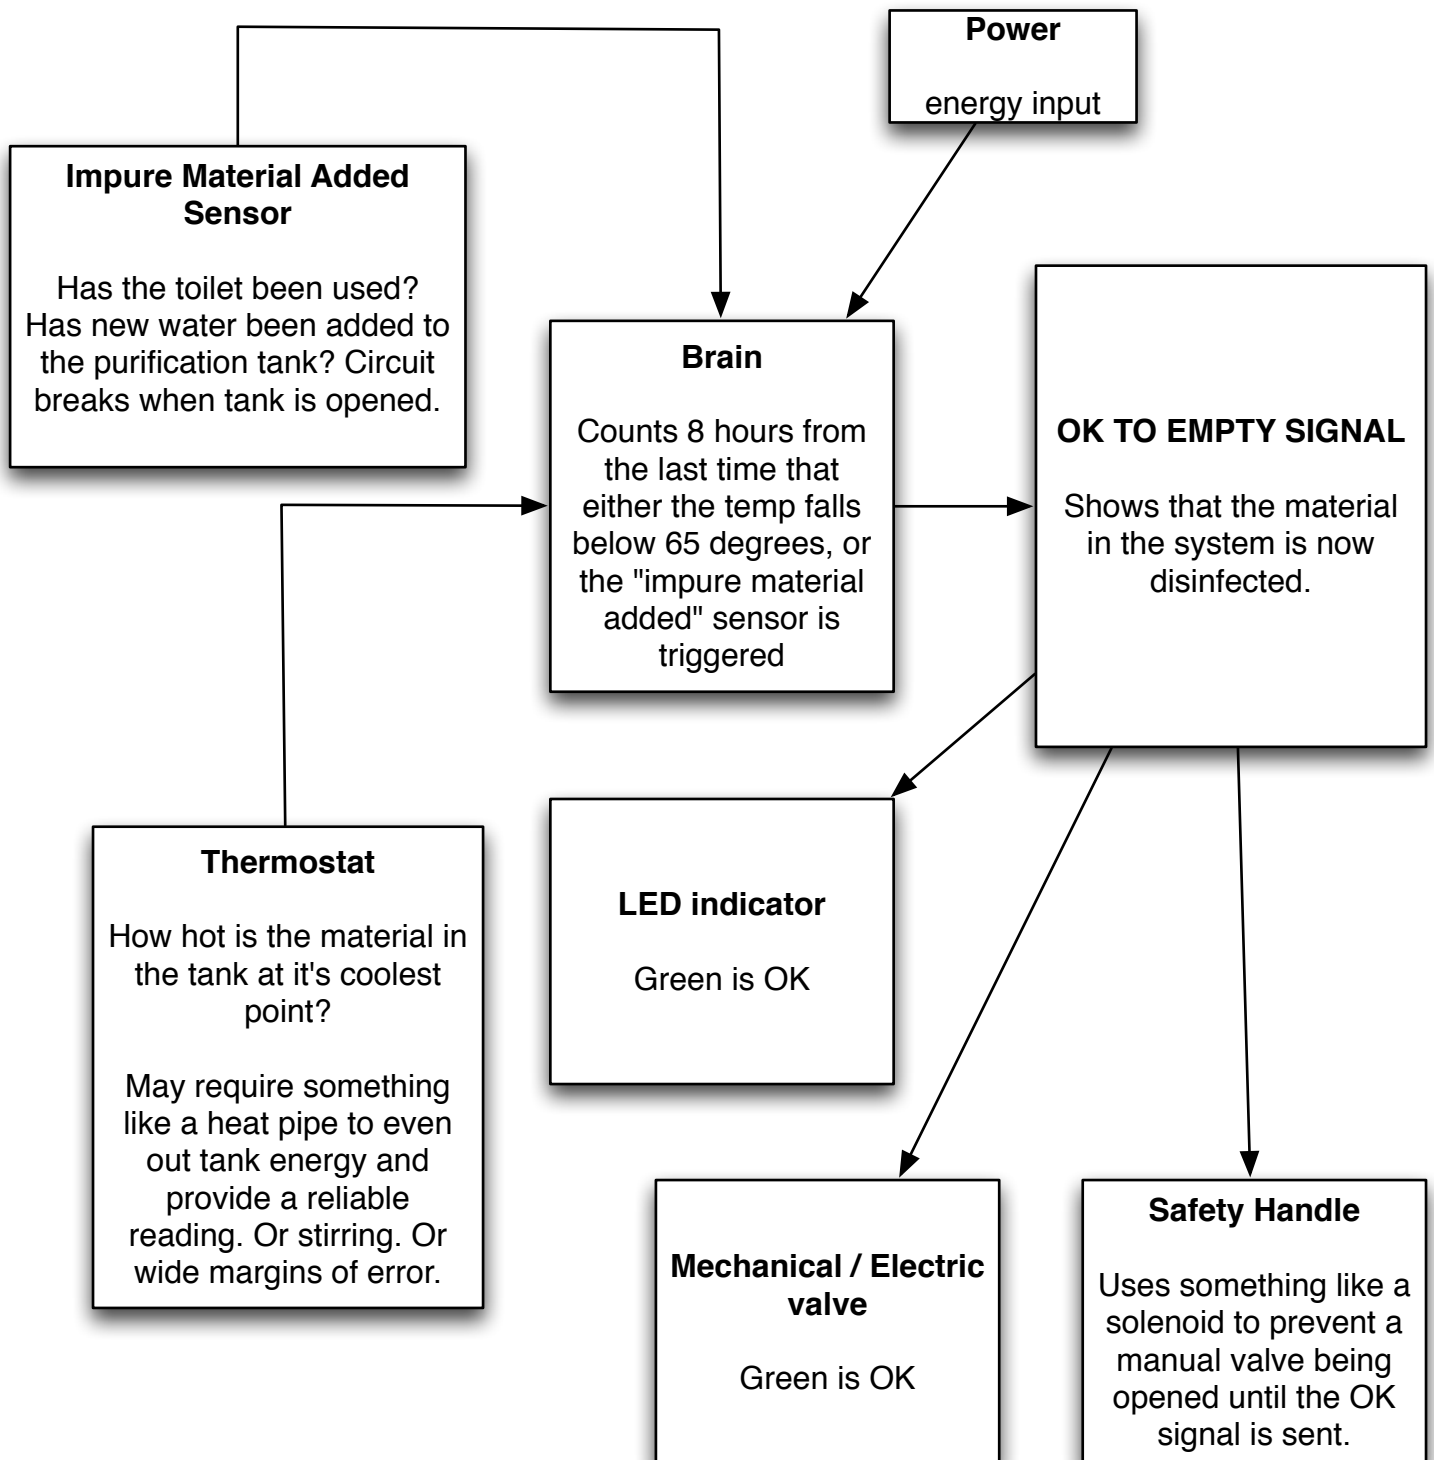 Power
energy input
Impure Material Added
Sensor
Has the toilet been used?
Has new water been added to
the purification tank? Circuit
breaks when tank is opened.
Brain
Counts 8 hours from
the last time that
either the temp falls
below 65 degrees, or
the "impure material
added" sensor is
triggered
OK TO EMPTY SIGNAL
Shows that the material
in the system is now
disinfected.
Thermostat
How hot is the material in
the tank at it's coolest
point?
May require something
like a heat pipe to even
out tank energy and
provide a reliable
reading. Or stirring. Or
wide margins of error.
LED indicator
Green is OK
Mechanical / Electric
valve
Green is OK
Safety Handle
Uses something like a
solenoid to prevent a
manual valve being
opened until the OK
signal is sent.